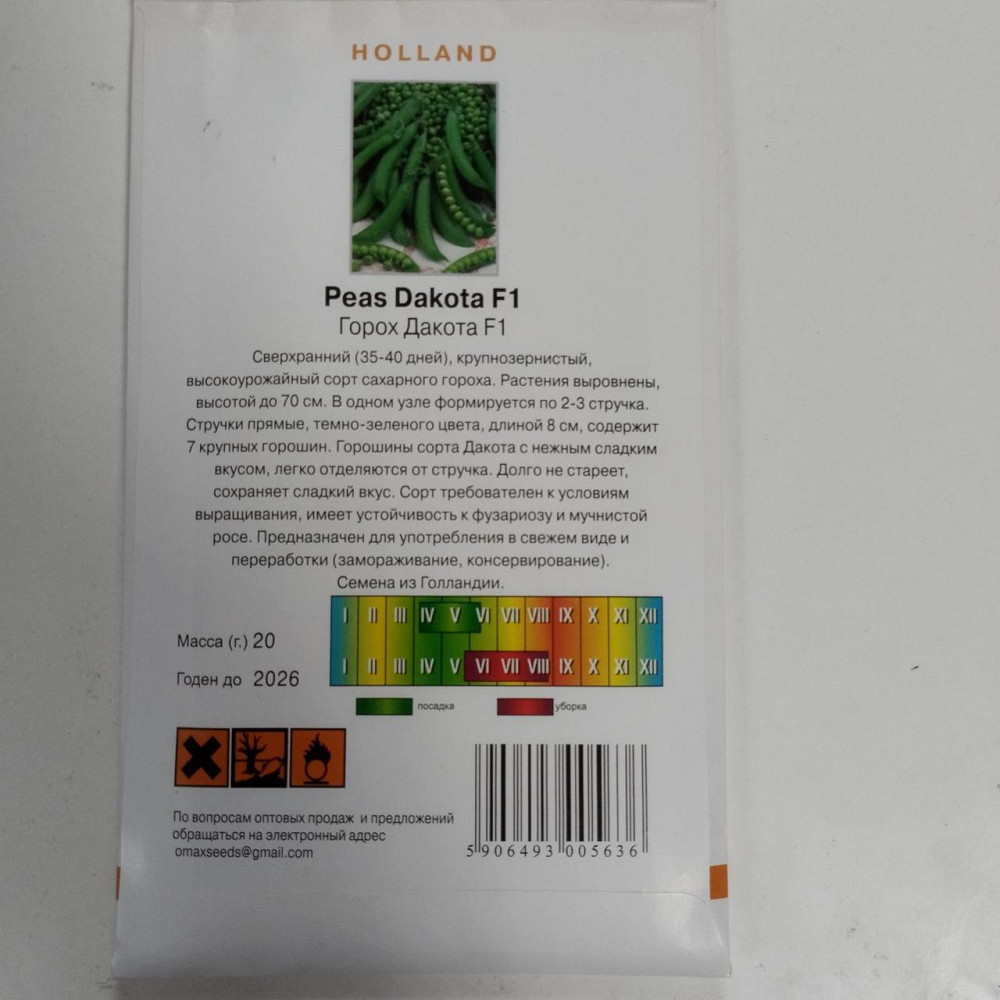 HOLLAND
Peas Dakota F1
Горох Дакота F1
Сверхранний (35-40 дней), крупнозернистый,
высокоурожайный сорт сахарного гороха. Растения выровнены,
высотой до 70 см. В одном узле формируется по 2-3 стручка.
Стручки прямые, темно-зеленого цвета, длиной 8 см, содержит
7 крупных горошин. Горошины сорта Дакота с нежным сладким
вкусом, легко отделяются от стручка. Долго не стареет,
сохраняет сладкий вкус. Сорт требователен к условиям
выращивания, имеет устойчивость к фузариозу и мучнистой
росе. Предназначен для употребления в свежем виде и
переработки (замораживание, консервирование).
Семена из Голландии.
I II III IV V VI VII VIII IX X XI XII
Масса (г.) 20
I II III IV V VI VII VIII IX X XI XII
Годен до 2026
посадка уборка
По вопросам оптовых продаж и предложений
обращаться на электронный адрес
omaxseeds@gmail.com
5 906493 005636